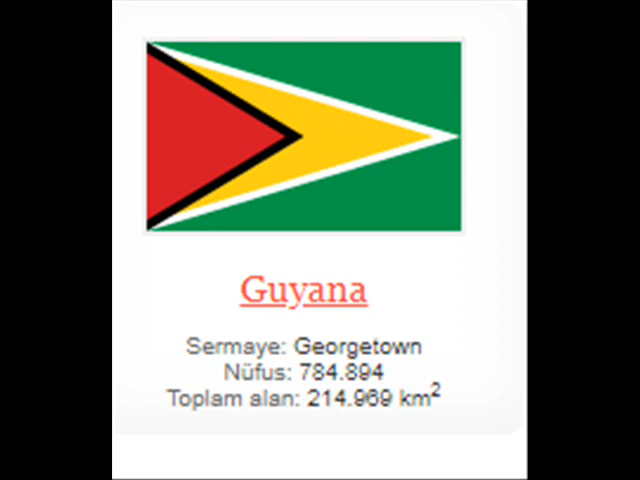 Guyana
Sermaye: Georgetown
Nüfus: 784.894
Toplam alan: 214.969 km²